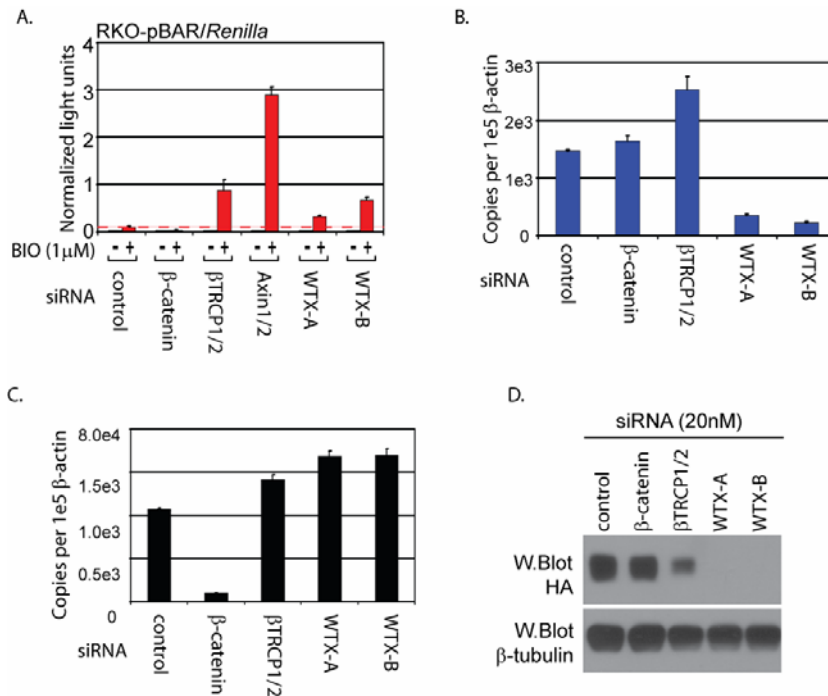 A.
RKO-pBAR/Renilla
Normalized light units
4
3
2
1
0
BIO (1μM)
- + - + - + - + - + - +
siRNA
control
β-catenin
βTRCP1/2
Axin1/2
WTX-A
WTX-B
B.
Copies per 1e5 β-actin
3e3
2e3
1e3
0
siRNA
control
β-catenin
βTRCP1/2
WTX-A
WTX-B
C.
Copies per 1e5 β-actin
8.0e4
1.5e3
1.0e3
0.5e3
0
siRNA
control
β-catenin
βTRCP1/2
WTX-A
WTX-B
D.
siRNA (20nM)
control
β-catenin
βTRCP1/2
WTX-A
WTX-B
W.Blot
HA
W.Blot
β-tubulin